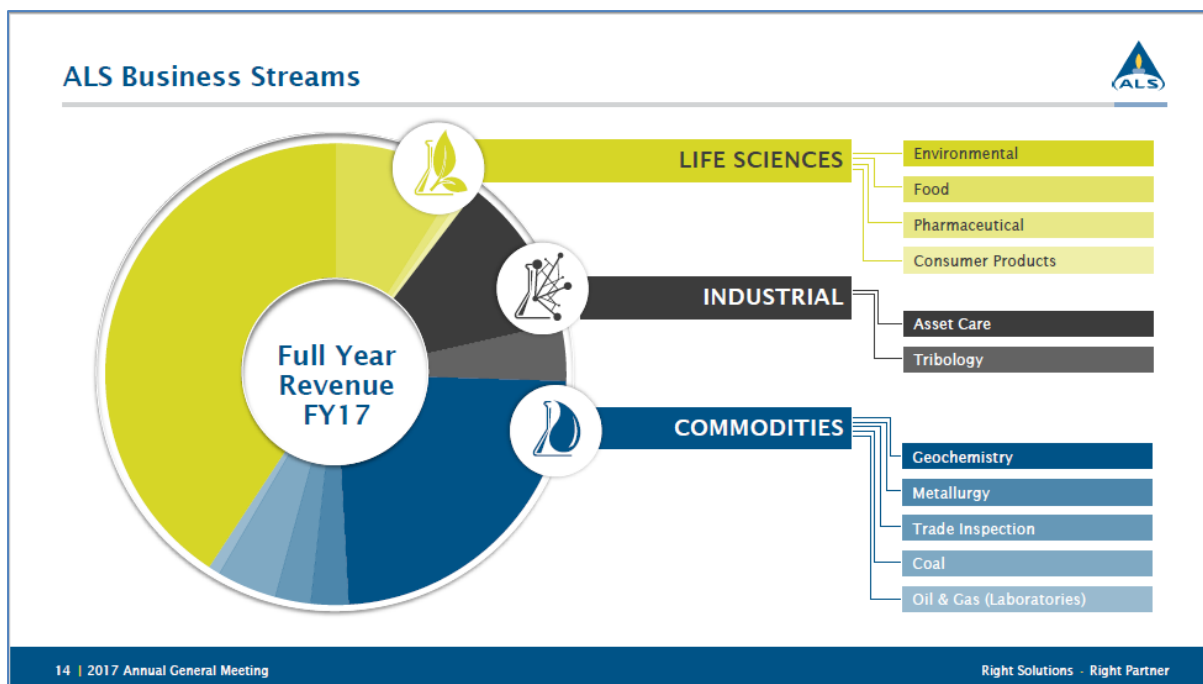 ALS Business Streams
(ALS)
LIFE SCIENCES
Environmental
Food
Pharmaceutical
Consumer Products
INDUSTRIAL
Asset Care
Tribology
Full Year
Revenue
FY17
COMMODITIES
Geochemistry
Metallurgy
Trade Inspection
Coal
Oil & Gas (Laboratories)
14 | 2017 Annual General Meeting
Right Solutions · Right Partner